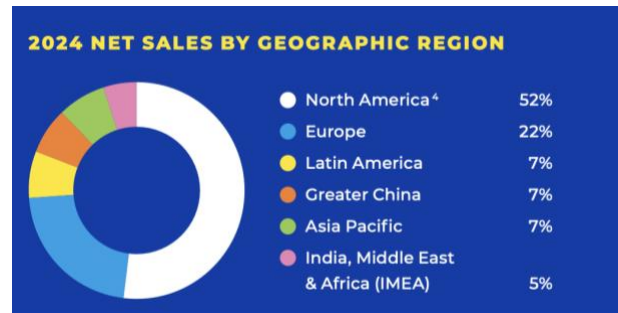 2024 NET SALES BY GEOGRAPHIC REGION
North America⁴ 52%
Europe 22%
Latin America 7%
Greater China 7%
Asia Pacific 7%
India, Middle East
& Africa (IMEA) 5%